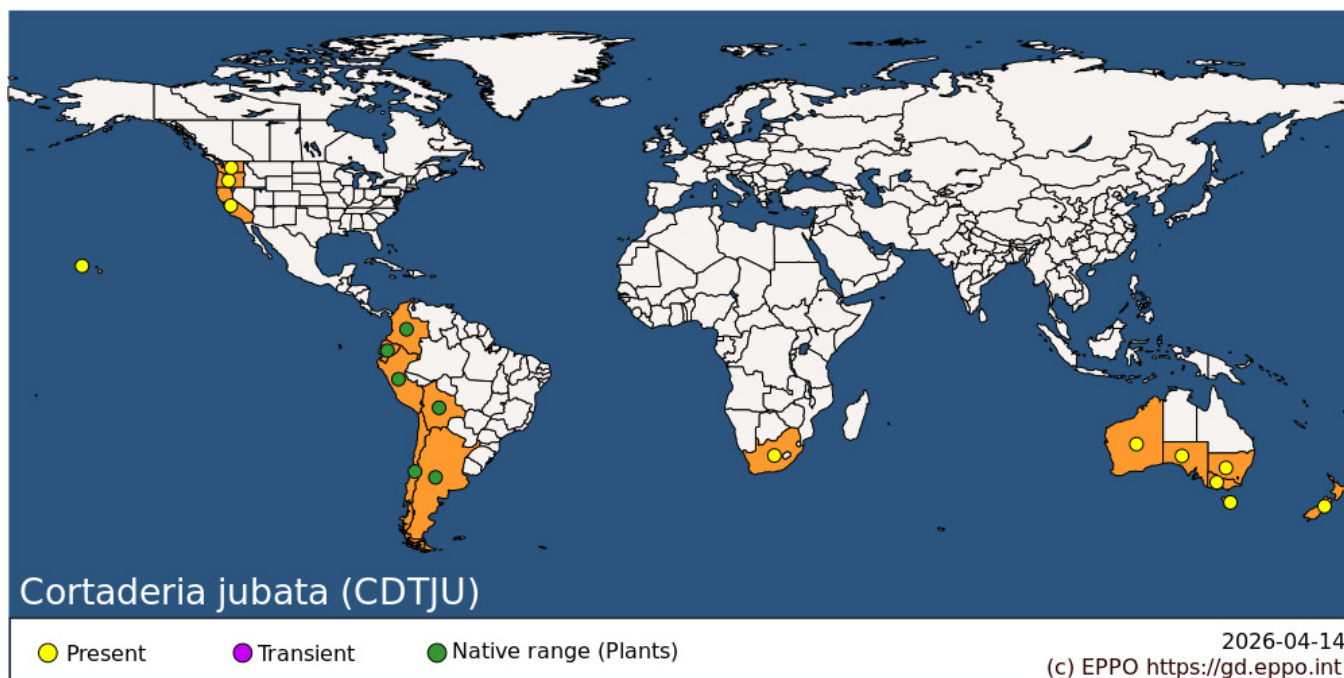 Cortaderia jubata (CDTJU)
Present
Transient
Native range (Plants)
2026-04-14
(c) EPPO https://gd.eppo.int